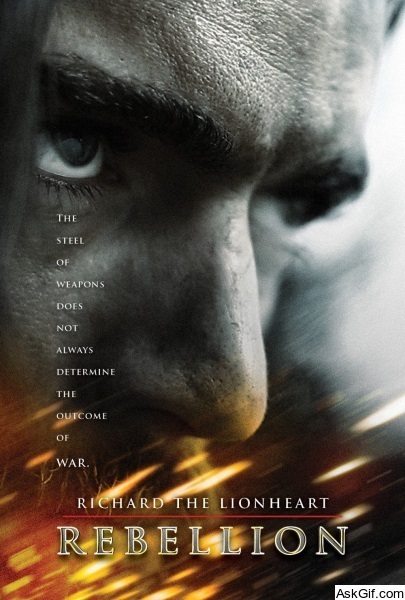 The
steel
of
weapons
does
not
always
determine
the
outcome
of
war.
Richard the Lionheart
Rebellion
AskGif.com